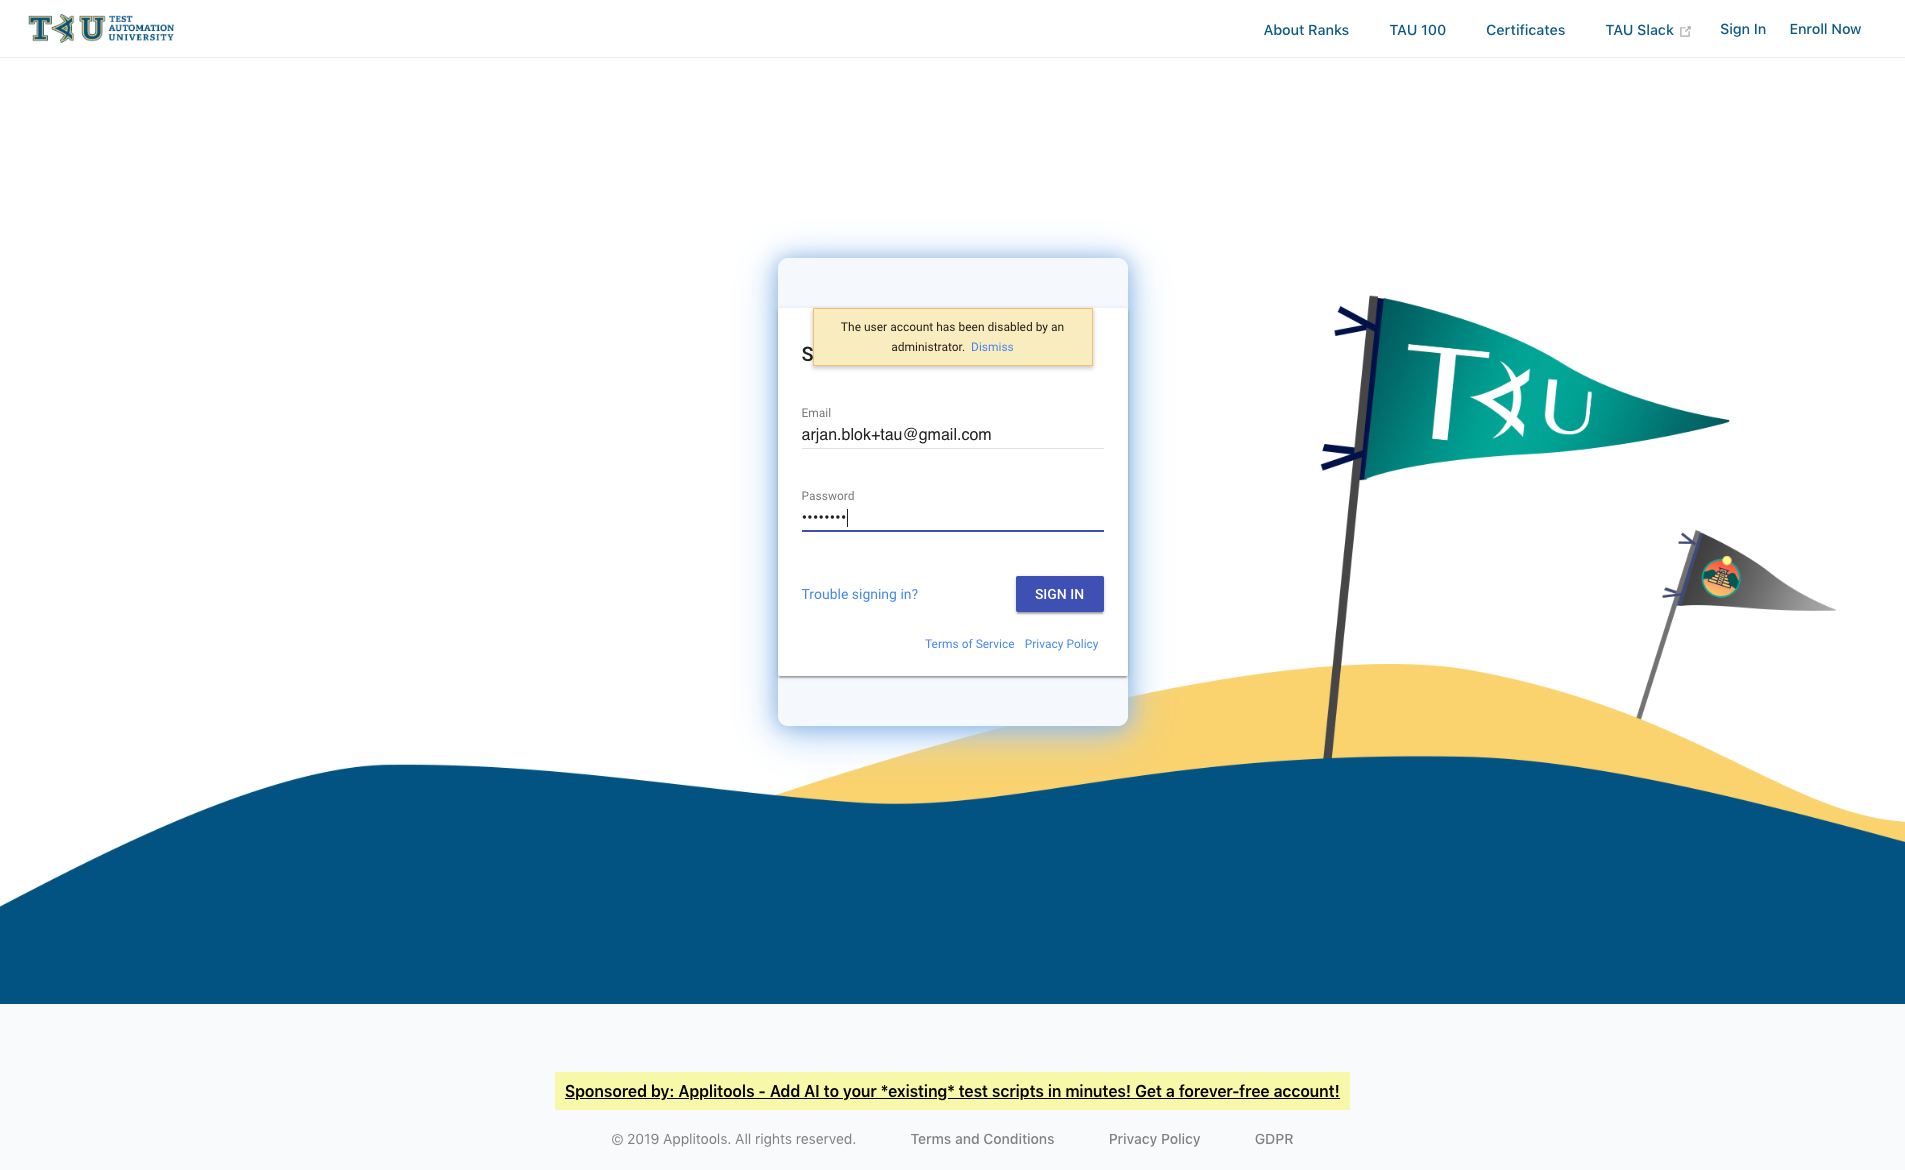 TAU TEST
AUTOMATION
UNIVERSITY
About Ranks TAU 100 Certificates TAU Slack Sign In Enroll Now
The user account has been disabled by an
administrator. Dismiss
S
Email
arjan.blok+tau@gmail.com
Password
••••••••
Trouble signing in? SIGN IN
Terms of Service Privacy Policy
TAU
Sponsored by: Applitools - Add AI to your *existing* test scripts in minutes! Get a forever-free account!
© 2019 Applitools. All rights reserved. Terms and Conditions Privacy Policy GDPR